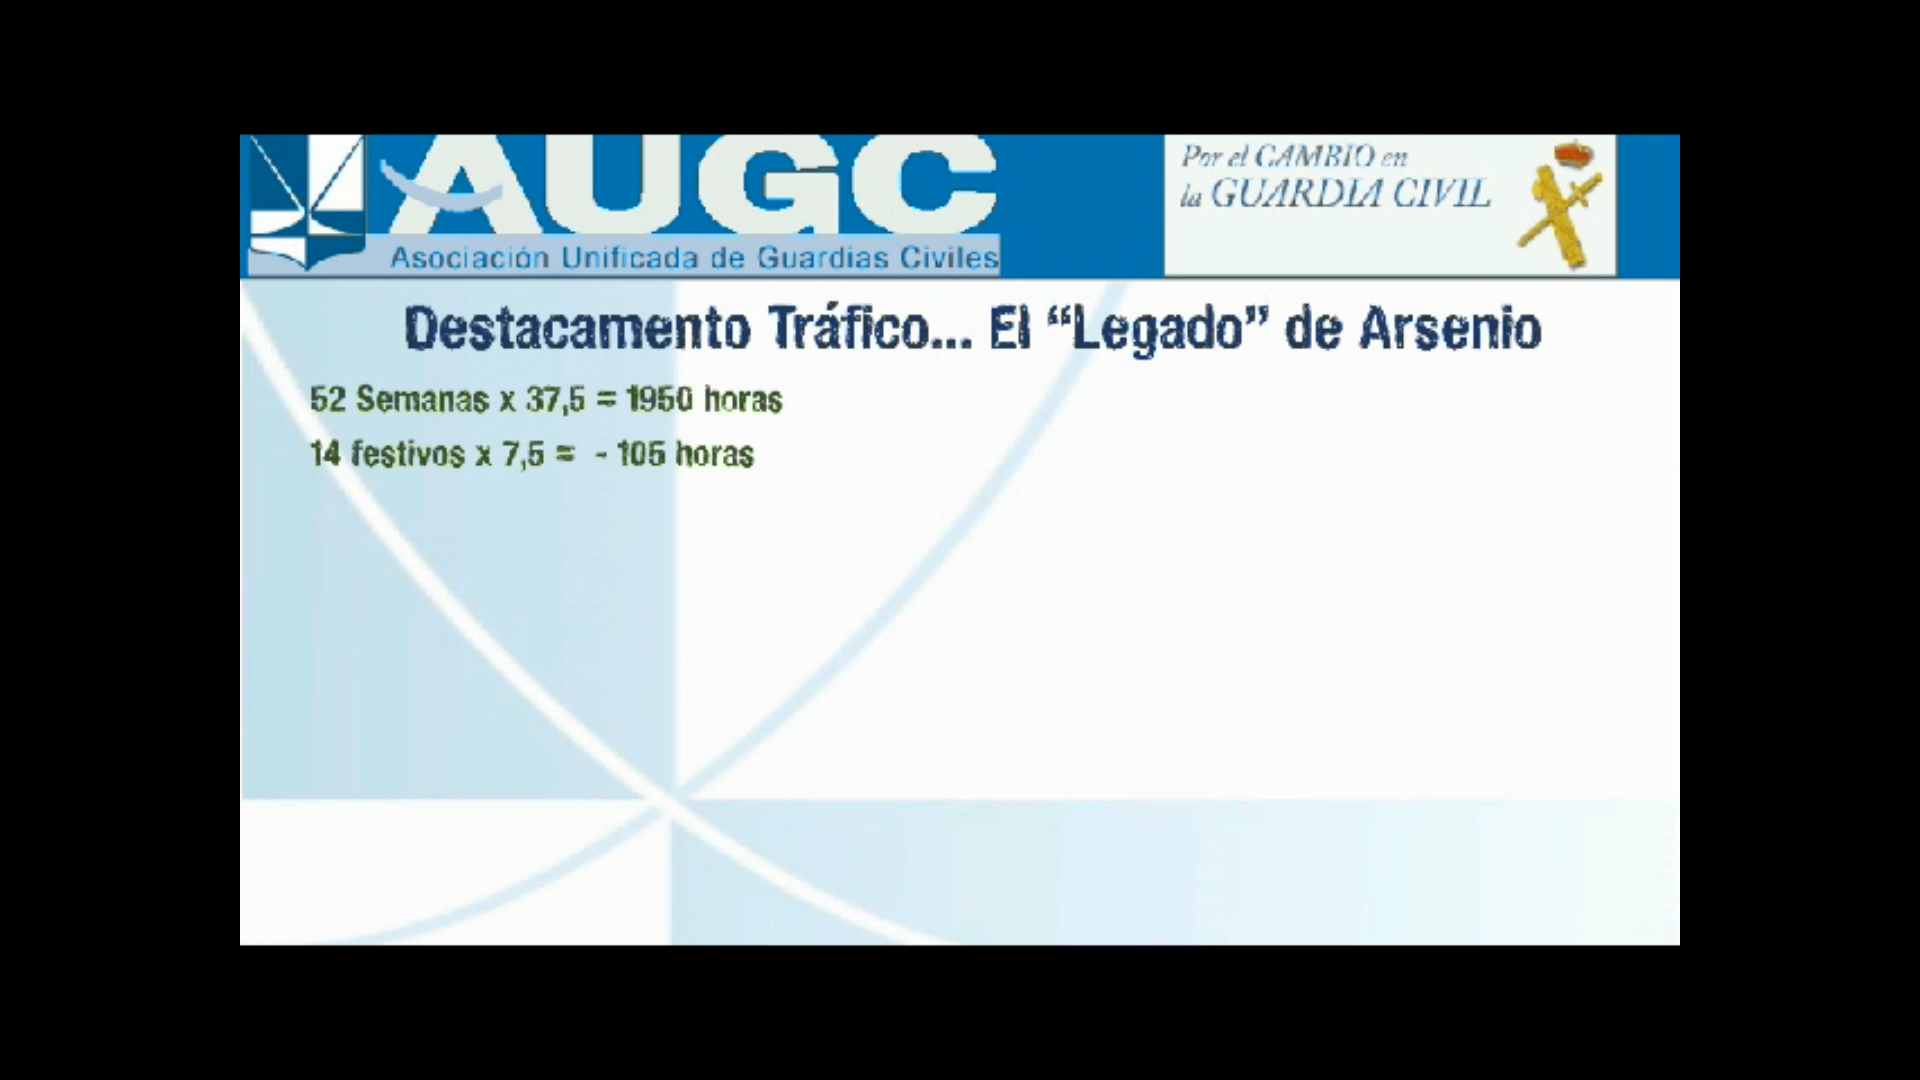 AUGC
Asociación Unificada de Guardias Civiles
Por el CAMBIO en
la GUARDIA CIVIL
Destacamento Tráfico... El “Legado” de Arsenio
52 Semanas x 37,5 = 1950 horas
14 festivos x 7,5 = - 105 horas